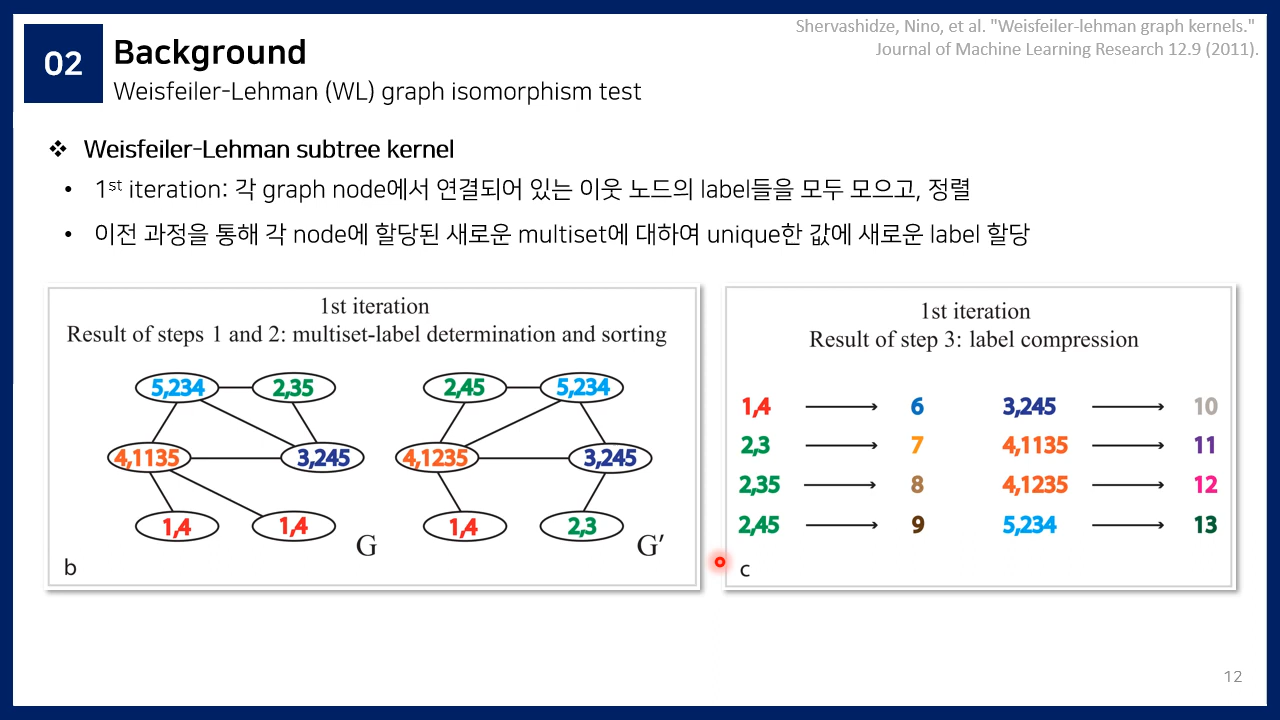 02
Background
Weisfeiler-Lehman (WL) graph isomorphism test
Shervashidze, Nino, et al. "Weisfeiler-lehman graph kernels."
Journal of Machine Learning Research 12.9 (2011).
❖ Weisfeiler-Lehman subtree kernel
• 1st iteration: 각 graph node에서 연결되어 있는 이웃 노드의 label들을 모두 모으고, 정렬
• 이전 과정을 통해 각 node에 할당된 새로운 multiset에 대하여 unique한 값에 새로운 label 할당
1st iteration
Result of steps 1 and 2: multiset-label determination and sorting
5,234 2,35 2,45 5,234
4,1135 3,245 4,1235 3,245
1,4 1,4 1,4 2,3
G G′
b
1st iteration
Result of step 3: label compression
1,4 → 6 3,245 → 10
2,3 → 7 4,1135 → 11
2,35 → 8 4,1235 → 12
2,45 → 9 5,234 → 13
c
12